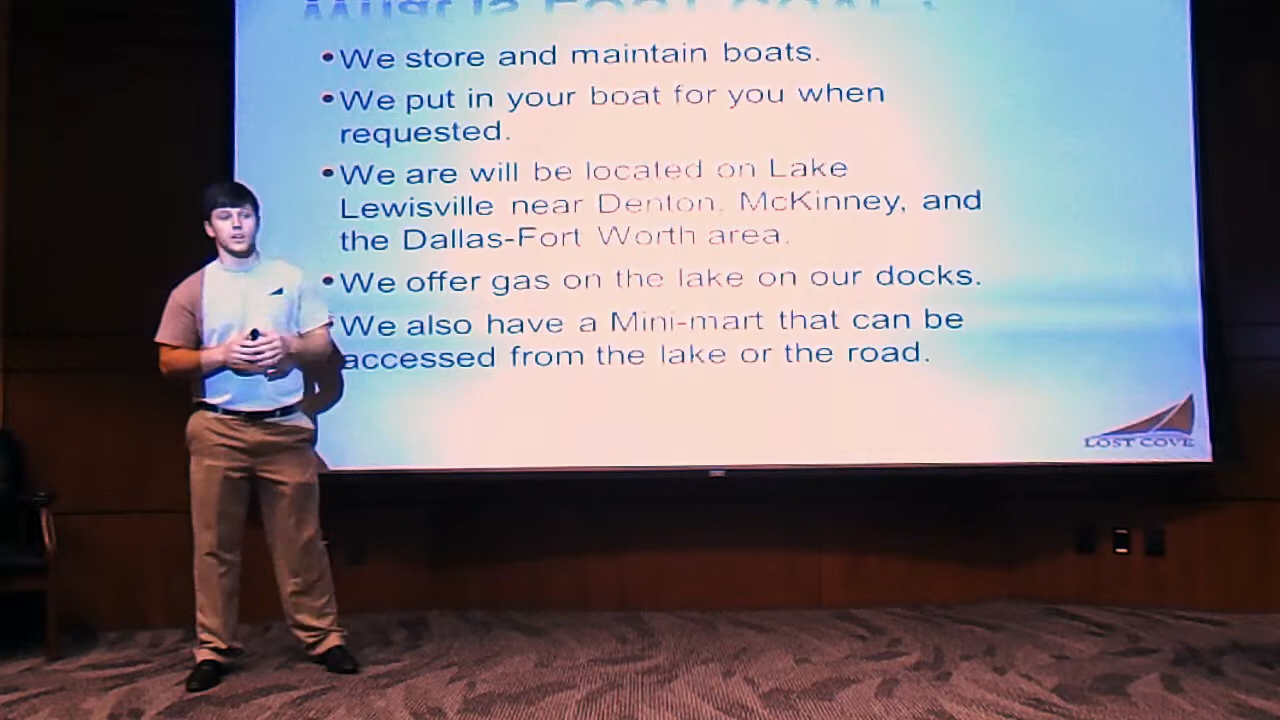 •We store and maintain boats.
•We put in your boat for you when
requested.
•We are will be located on Lake
Lewisville near Denton, McKinney, and
the Dallas-Fort Worth area.
•We offer gas on the lake on our docks.
We also have a Mini-mart that can be
accessed from the lake or the road.
LOST COVE